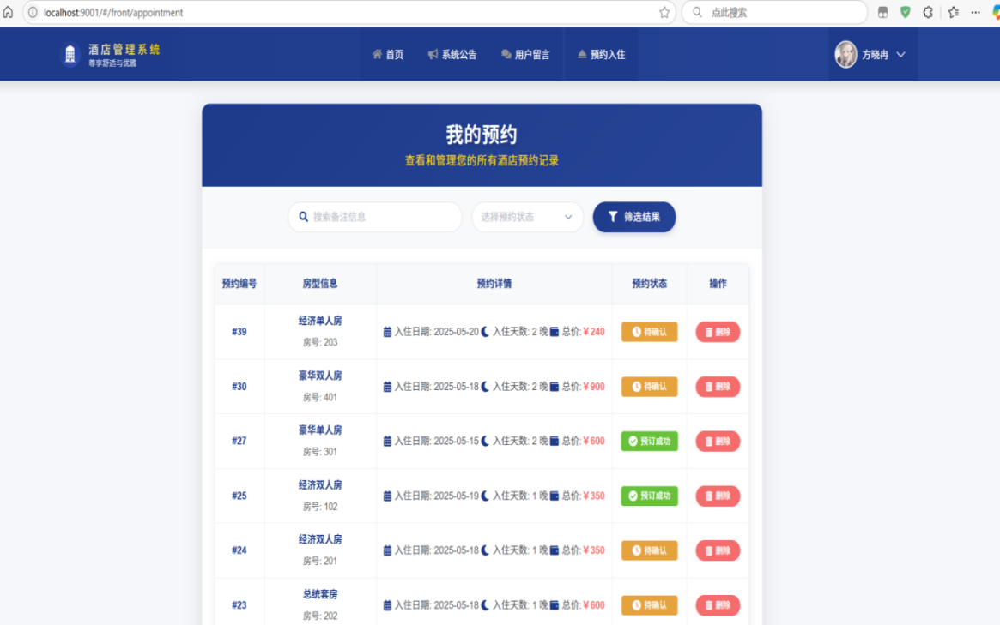 localhost:9001/#/front/appointment
点此搜索
酒店管理系统
尊享舒适与优雅
首页 系统公告 用户留言 预约入住
方晓冉
我的预约
查看和管理您的所有酒店预约记录
搜索备注信息 选择预约状态 筛选结果
预约编号 房型信息 预约详情 预约状态 操作
#39 经济单人房 房号: 203 入住日期: 2025-05-20 入住天数: 2 晚 总价: ¥240 待确认 删除
#30 豪华双人房 房号: 401 入住日期: 2025-05-18 入住天数: 2 晚 总价: ¥900 待确认 删除
#27 豪华单人房 房号: 301 入住日期: 2025-05-15 入住天数: 2 晚 总价: ¥600 预订成功 删除
#25 经济双人房 房号: 102 入住日期: 2025-05-19 入住天数: 1 晚 总价: ¥350 预订成功 删除
#24 经济双人房 房号: 201 入住日期: 2025-05-18 入住天数: 1 晚 总价: ¥350 待确认 删除
#23 总统套房 房号: 202 入住日期: 2025-05-18 入住天数: 1 晚 总价: ¥600 待确认 删除